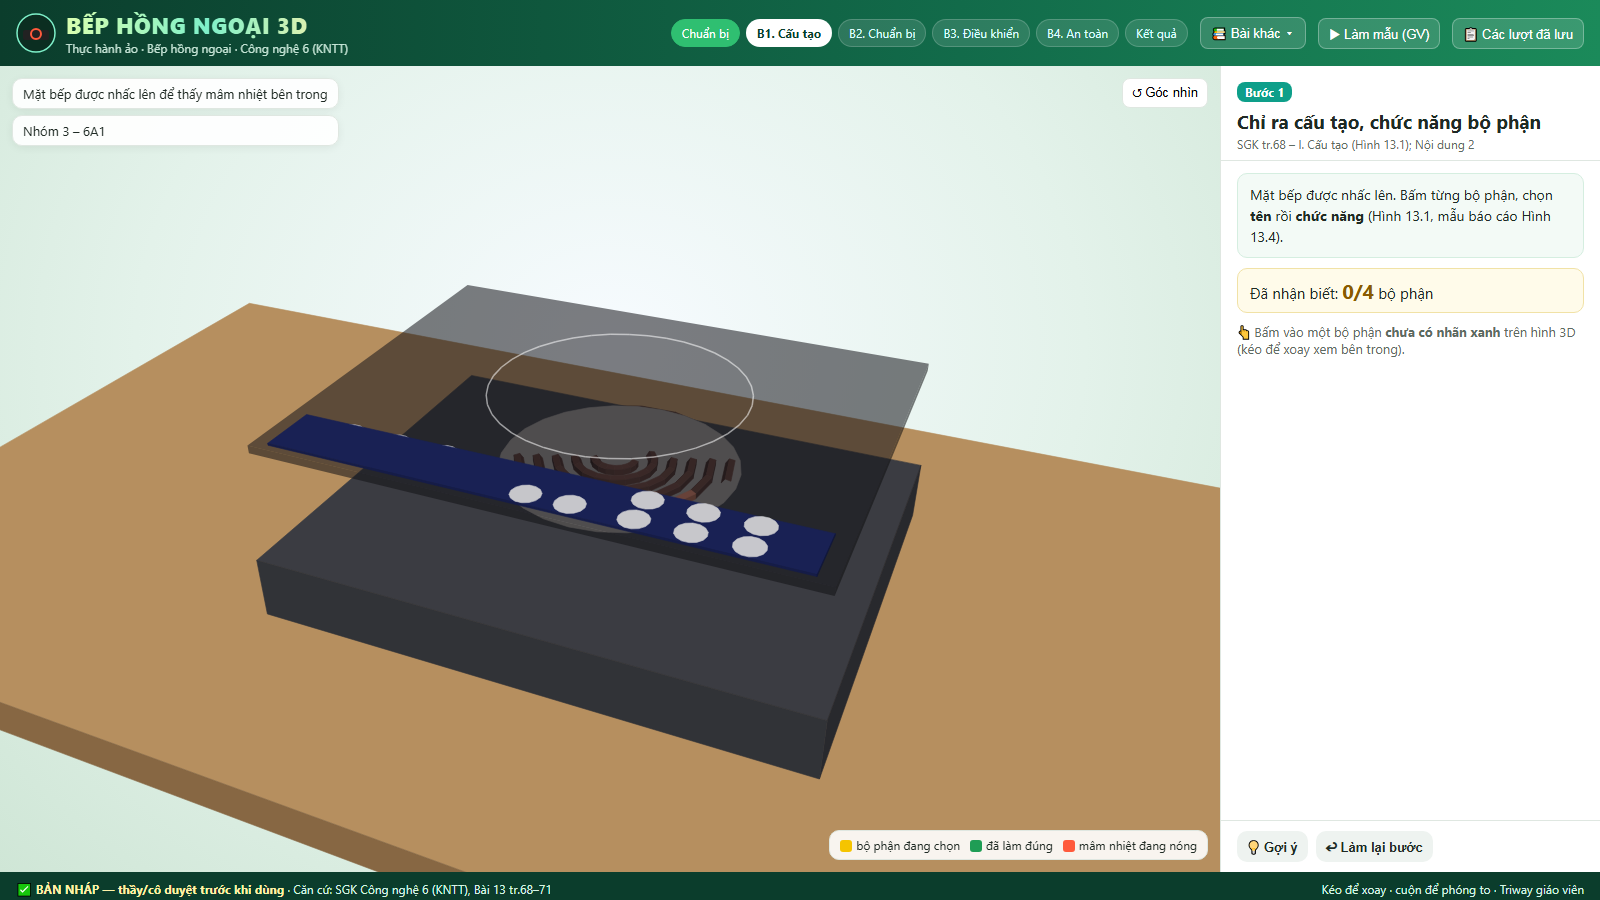 BẾP HỒNG NGOẠI 3D
Thực hành ảo · Bếp hồng ngoại · Công nghệ 6 (KNTT)
Chuẩn bị
B1. Cấu tạo
B2. Chuẩn bị
B3. Điều khiển
B4. An toàn
Kết quả
Bài khác
Làm mẫu (GV)
Các lượt đã lưu
Mặt bếp được nhấc lên để thấy mâm nhiệt bên trong
Nhóm 3 – 6A1
↺ Góc nhìn
Bước 1
Chỉ ra cấu tạo, chức năng bộ phận
SGK tr.68 – I. Cấu tạo (Hình 13.1); Nội dung 2
Mặt bếp được nhấc lên. Bấm từng bộ phận, chọn
tên rồi chức năng (Hình 13.1, mẫu báo cáo Hình
13.4).
Đã nhận biết: 0/4 bộ phận
👆 Bấm vào một bộ phận chưa có nhãn xanh trên hình 3D
(kéo để xoay xem bên trong).
bộ phận đang chọn
đã làm đúng
mâm nhiệt đang nóng
💡 Gợi ý
↩ Làm lại bước
✅ BẢN NHÁP — thầy/cô duyệt trước khi dùng · Căn cứ: SGK Công nghệ 6 (KNTT), Bài 13 tr.68–71
Kéo để xoay · cuộn để phóng to · Triway giáo viên